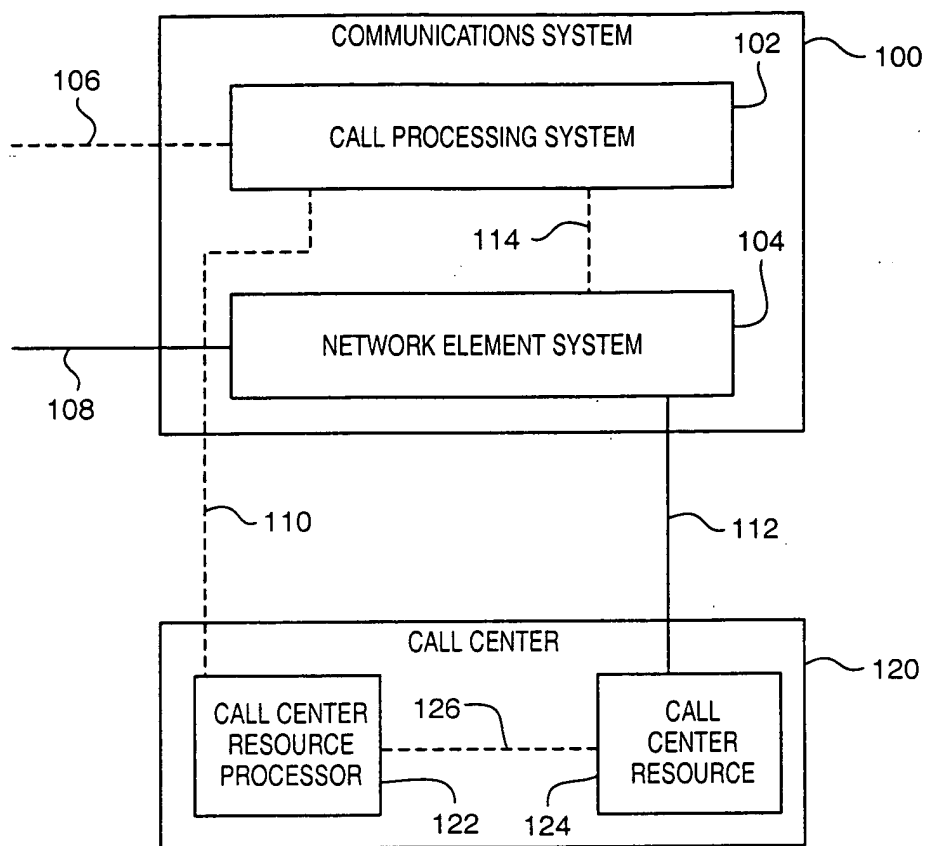 COMMUNICATIONS SYSTEM
100
102
106
CALL PROCESSING SYSTEM
114
104
NETWORK ELEMENT SYSTEM
108
110
112
CALL CENTER
120
CALL CENTER
RESOURCE
PROCESSOR
126
CALL
CENTER
RESOURCE
122
124